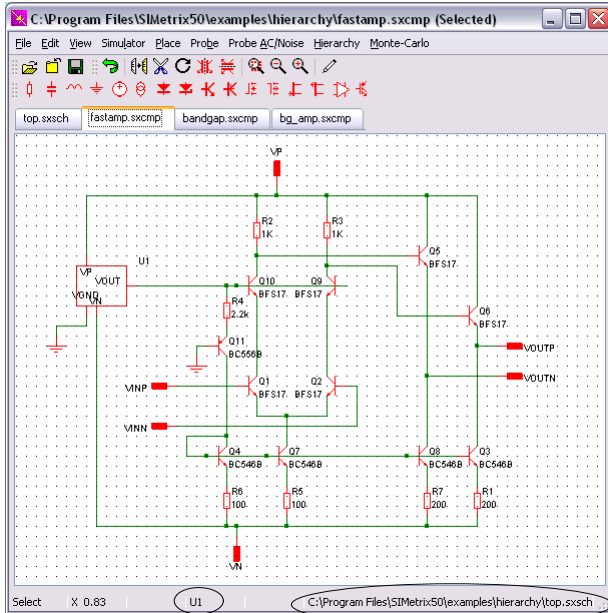 C:\Program Files\SIMetrix50\examples\hierarchy\fastamp.sxcmp (Selected)
File Edit View Simulator Place Probe Probe AC/Noise Hierarchy Monte-Carlo
top.sxsch fastamp.sxcmp bandgap.sxcmp bg_amp.sxcmp
VP
R2
1K
R3
1K
Q5
BFS17
U1
VP
VOUT
VGND
VN
Q10
BFS17
Q9
BFS17
R4
2.2k
Q6
BFS17
Q11
BC556B
VOUTP
VOUTN
VINP
Q1
BFS17
Q2
BFS17
VINN
Q4
BC546B
Q7
BC546B
Q8
BC546B
Q3
BC546B
R6
100
R5
100
R7
200
R1
200
VN
Select X 0.83 U1 C:\Program Files\SIMetrix50\examples\hierarchy\top.sxsch